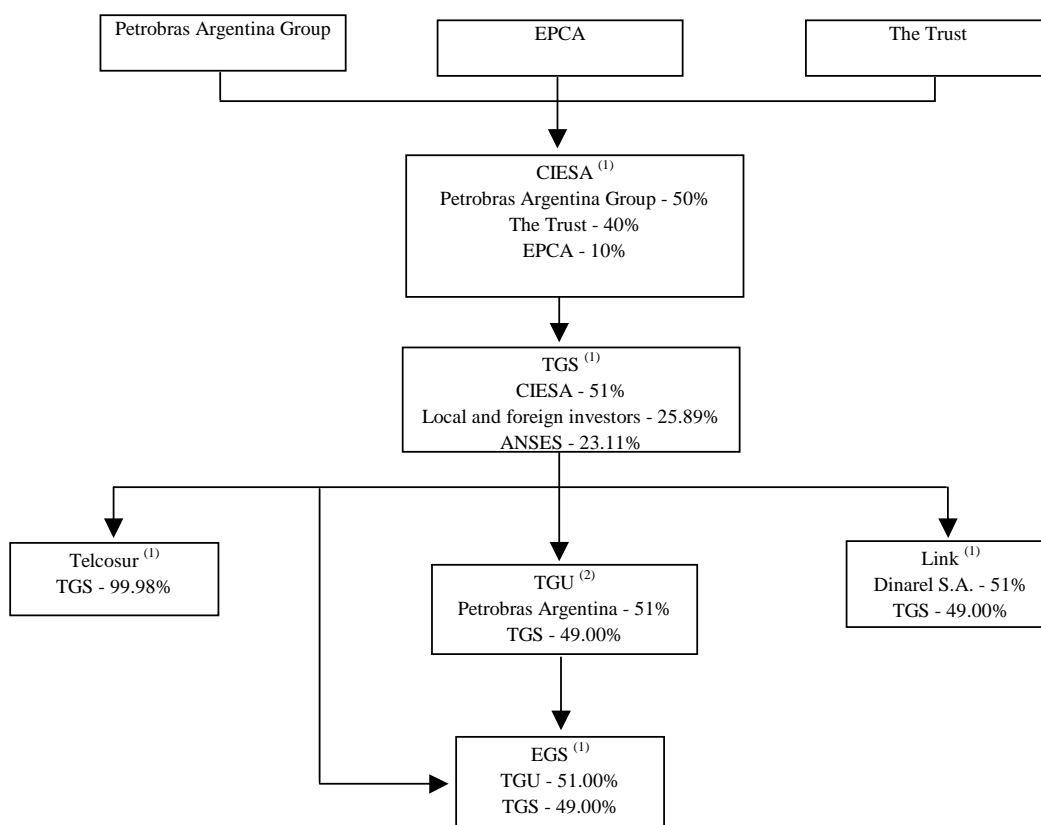 Petrobras Argentina Group
EPCA
The Trust
CIESA (1)
Petrobras Argentina Group - 50%
The Trust - 40%
EPCA - 10%
TGS (1)
CIESA - 51%
Local and foreign investors - 25.89%
ANSES - 23.11%
Telcosur (1)
TGS - 99.98%
TGU (2)
Petrobras Argentina - 51%
TGS - 49.00%
Link (1)
Dinarel S.A. - 51%
TGS - 49.00%
EGS (1)
TGU - 51.00%
TGS - 49.00%